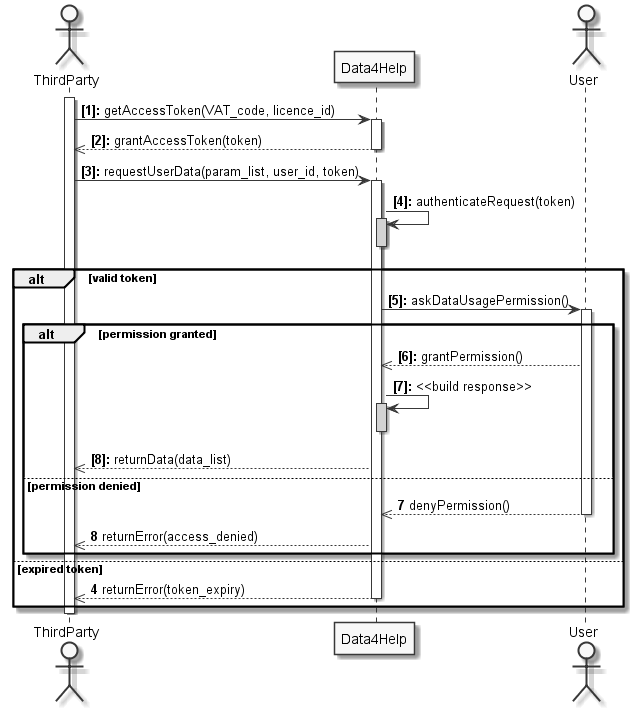 ThirdParty
Data4Help
User
[1]: getAccessToken(VAT_code, licence_id)
[2]: grantAccessToken(token)
[3]: requestUserData(param_list, user_id, token)
[4]: authenticateRequest(token)
alt [valid token]
[5]: askDataUsagePermission()
alt [permission granted]
[6]: grantPermission()
[7]: <<build response>>
[8]: returnData(data_list)
[permission denied]
7 denyPermission()
8 returnError(access_denied)
[expired token]
4 returnError(token_expiry)
ThirdParty
Data4Help
User